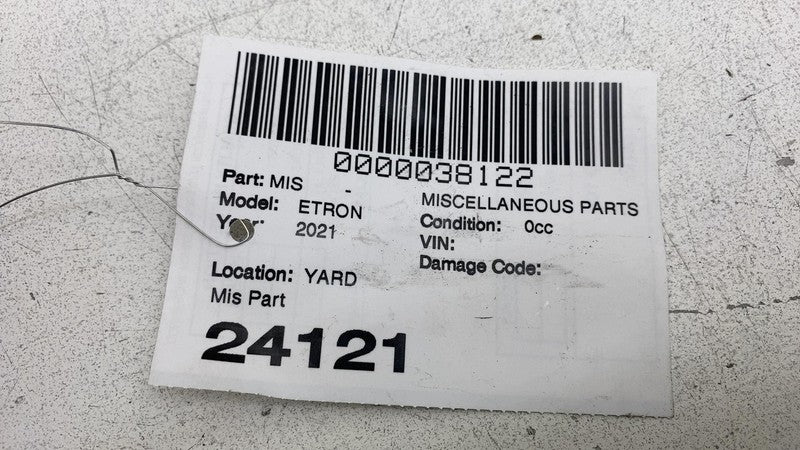 0000038122
Part: MIS - MISCELLANEOUS PARTS
Model: ETRON Condition: 0cc
Year: 2021 VIN:
Damage Code:
Location: YARD
Mis Part
24121